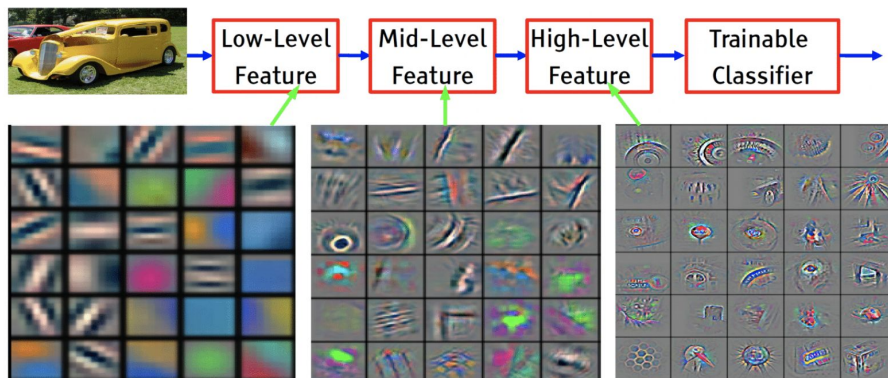 Low-Level
Feature
Mid-Level
Feature
High-Level
Feature
Trainable
Classifier